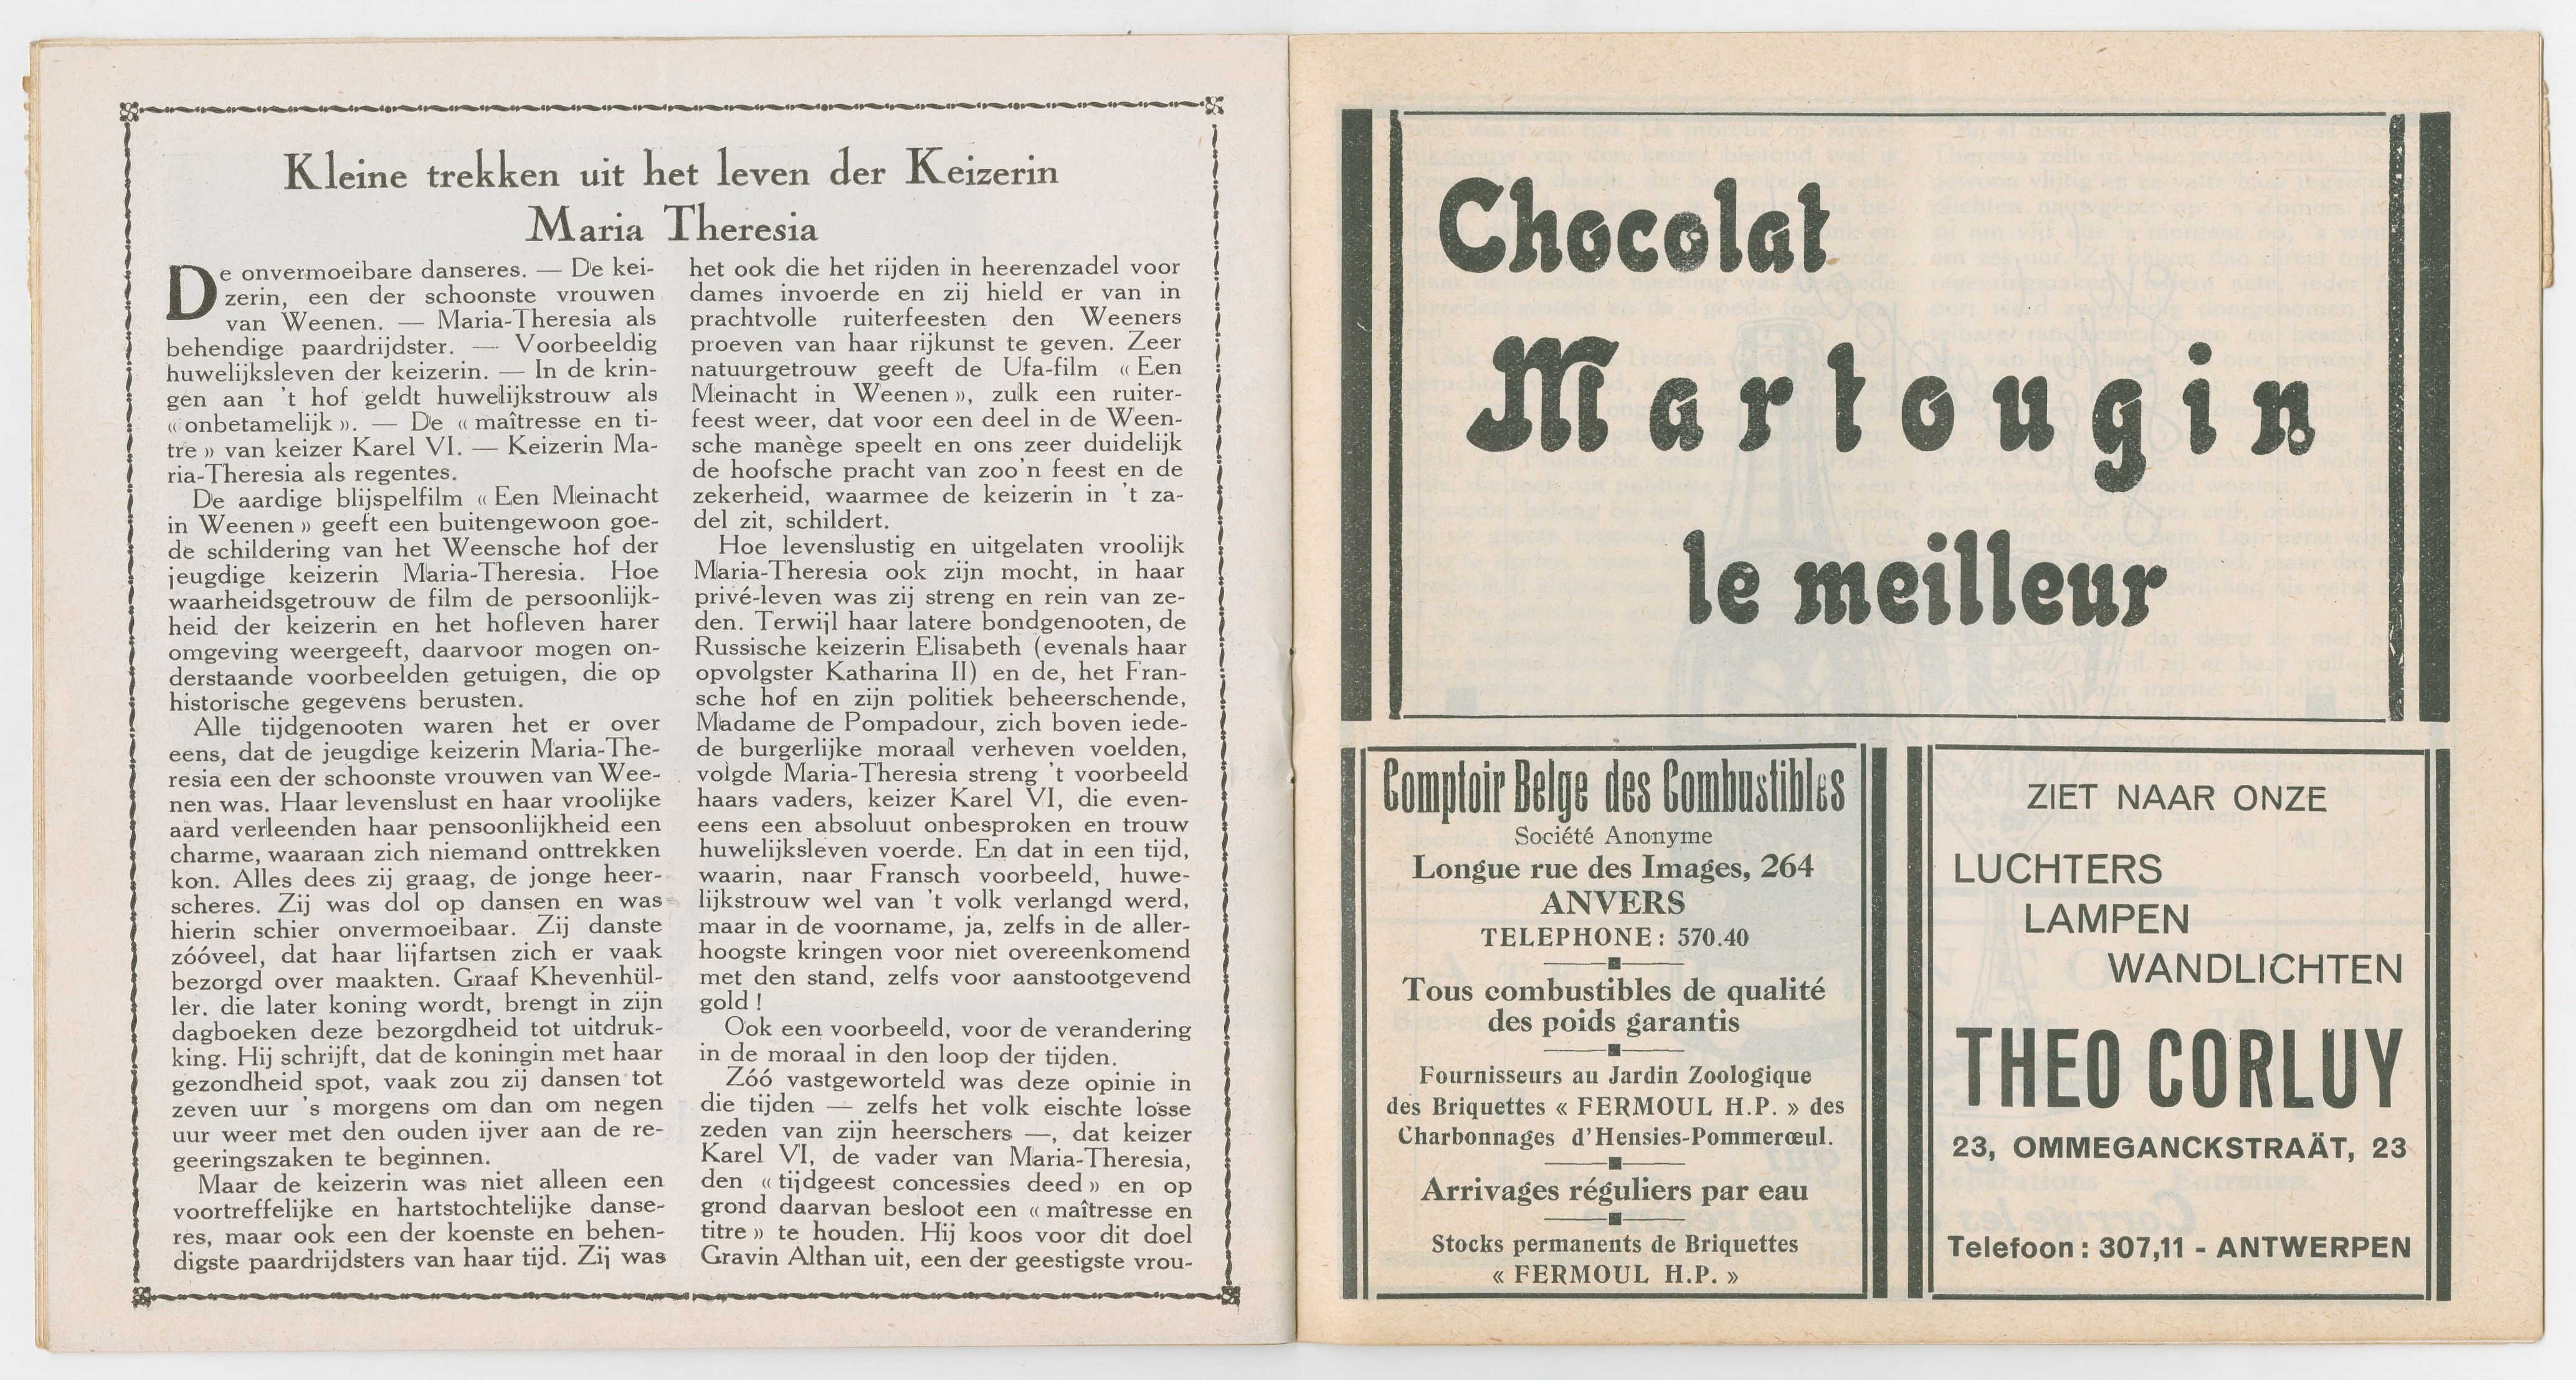 Kleine trekken uit het leven der Keizerin
Maria Theresia
De onvermoeibare danseres. — De kei-
zerin, een der schoonste vrouwen
van Weenen. — Maria-Theresia als
behendige paardrijdster. — Voorbeeldig
huwelijksleven der keizerin. — In de krin-
gen aan 't hof geldt huwelijkstrouw als
« onbetamelijk ». — De « maîtresse en ti-
tre » van keizer Karel VI. — Keizerin Ma-
ria-Theresia als regentes.
De aardige blijspelfilm « Een Meinacht
in Weenen » geeft een buitengewoon goe-
de schildering van het Weensche hof der
jeugdige keizerin Maria-Theresia. Hoe
waarheidsgetrouw de film de persoonlijk-
heid der keizerin en het hofleven harer
omgeving weergeeft, daarvoor mogen on-
derstaande voorbeelden getuigen, die op
historische gegevens berusten.
Alle tijdgenooten waren het er over
eens, dat de jeugdige keizerin Maria-The-
resia een der schoonste vrouwen van Wee-
nen was. Haar levenslust en haar vroolijke
aard verleenden haar pensoonlijkheid een
charme, waaraan zich niemand onttrekken
kon. Alles dees zij graag, de jonge heer-
scheres. Zij was dol op dansen en was
hierin schier onvermoeibaar. Zij danste
zóóveel, dat haar lijfartsen zich er vaak
bezorgd over maakten. Graaf Khevenhül-
ler. die later koning wordt, brengt in zijn
dagboeken deze bezorgdheid tot uitdruk-
king. Hij schrijft, dat de koningin met haar
gezondheid spot, vaak zou zij dansen tot
zeven uur 's morgens om dan om negen
uur weer met den ouden ijver aan de re-
geeringszaken te beginnen.
Maar de keizerin was niet alleen een
voortreffelijke en hartstochtelijke danse-
res, maar ook een der koenste en behen-
digste paardrijdsters van haar tijd. Zij was
het ook die het rijden in heerenzadel voor
dames invoerde en zij hield er van in
prachtvolle ruiterfeesten den Weeners
proeven van haar rijkunst te geven. Zeer
natuurgetrouw geeft de Ufa-film « Een
Meinacht in Weenen », zulk een ruiter-
feest weer, dat voor een deel in de Ween-
sche manège speelt en ons zeer duidelijk
de hoofsche pracht van zoo'n feest en de
zekerheid, waarmee de keizerin in 't za-
del zit, schildert.
Hoe levenslustig en uitgelaten vroolijk
Maria-Theresia ook zijn mocht, in haar
privé-leven was zij streng en rein van ze-
den. Terwijl haar latere bondgenooten, de
Russische keizerin Elisabeth (evenals haar
opvolgster Katharina II) en de, het Fran-
sche hof en zijn politiek beheerschende,
Madame de Pompadour, zich boven iede-
de burgerlijke moraal verheven voelden,
volgde Maria-Theresia streng 't voorbeeld
haars vaders, keizer Karel VI, die even-
eens een absoluut onbesproken en trouw
huwelijksleven voerde. En dat in een tijd,
waarin, naar Fransch voorbeeld, huwe-
lijkstrouw wel van 't volk verlangd werd,
maar in de voorname, ja, zelfs in de aller-
hoogste kringen voor niet overeenkomend
met den stand, zelfs voor aanstootgevend
gold !
Ook een voorbeeld, voor de verandering
in de moraal in den loop der tijden.
Zóó vastgeworteld was deze opinie in
die tijden — zelfs het volk eischte losse
zeden van zijn heerschers —, dat keizer
Karel VI, de vader van Maria-Theresia,
den « tijdgeest concessies deed » en op
grond daarvan besloot een « maîtresse en
titre » te houden. Hij koos voor dit doel
Gravin Althan uit, een der geestigste vrou-
Chocolat
Martougin
le meilleur
Comptoir Belge des Combustibles
Société Anonyme
Longue rue des Images, 264
ANVERS
TELEPHONE : 570.40
Tous combustibles de qualité
des poids garantis
Fournisseurs au Jardin Zoologique
des Briquettes « FERMOUL H.P. » des
Charbonnages d'Hensies-Pommerœul.
Arrivages réguliers par eau
Stocks permanents de Briquettes
« FERMOUL H.P. »
ZIET NAAR ONZE
LUCHTERS
LAMPEN
WANDLICHTEN
THEO CORLUY
23, OMMEGANCKSTRAÄT, 23
Telefoon : 307,11 - ANTWERPEN